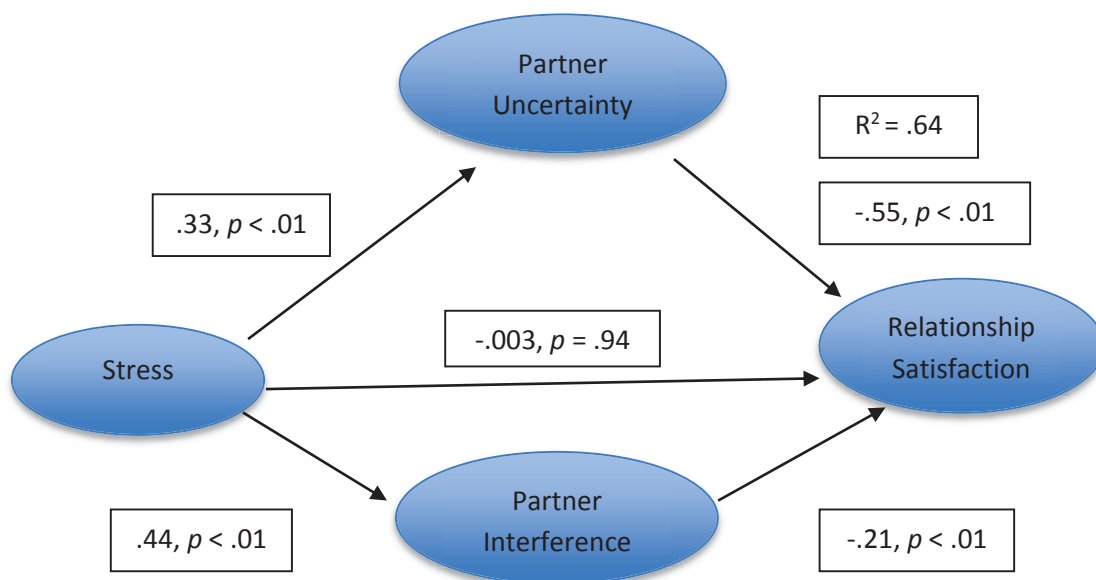 Partner
Uncertainty
R² = .64
-.55, p < .01
.33, p < .01
-.003, p = .94
Relationship
Satisfaction
Stress
Partner
Interference
.44, p < .01
-.21, p < .01